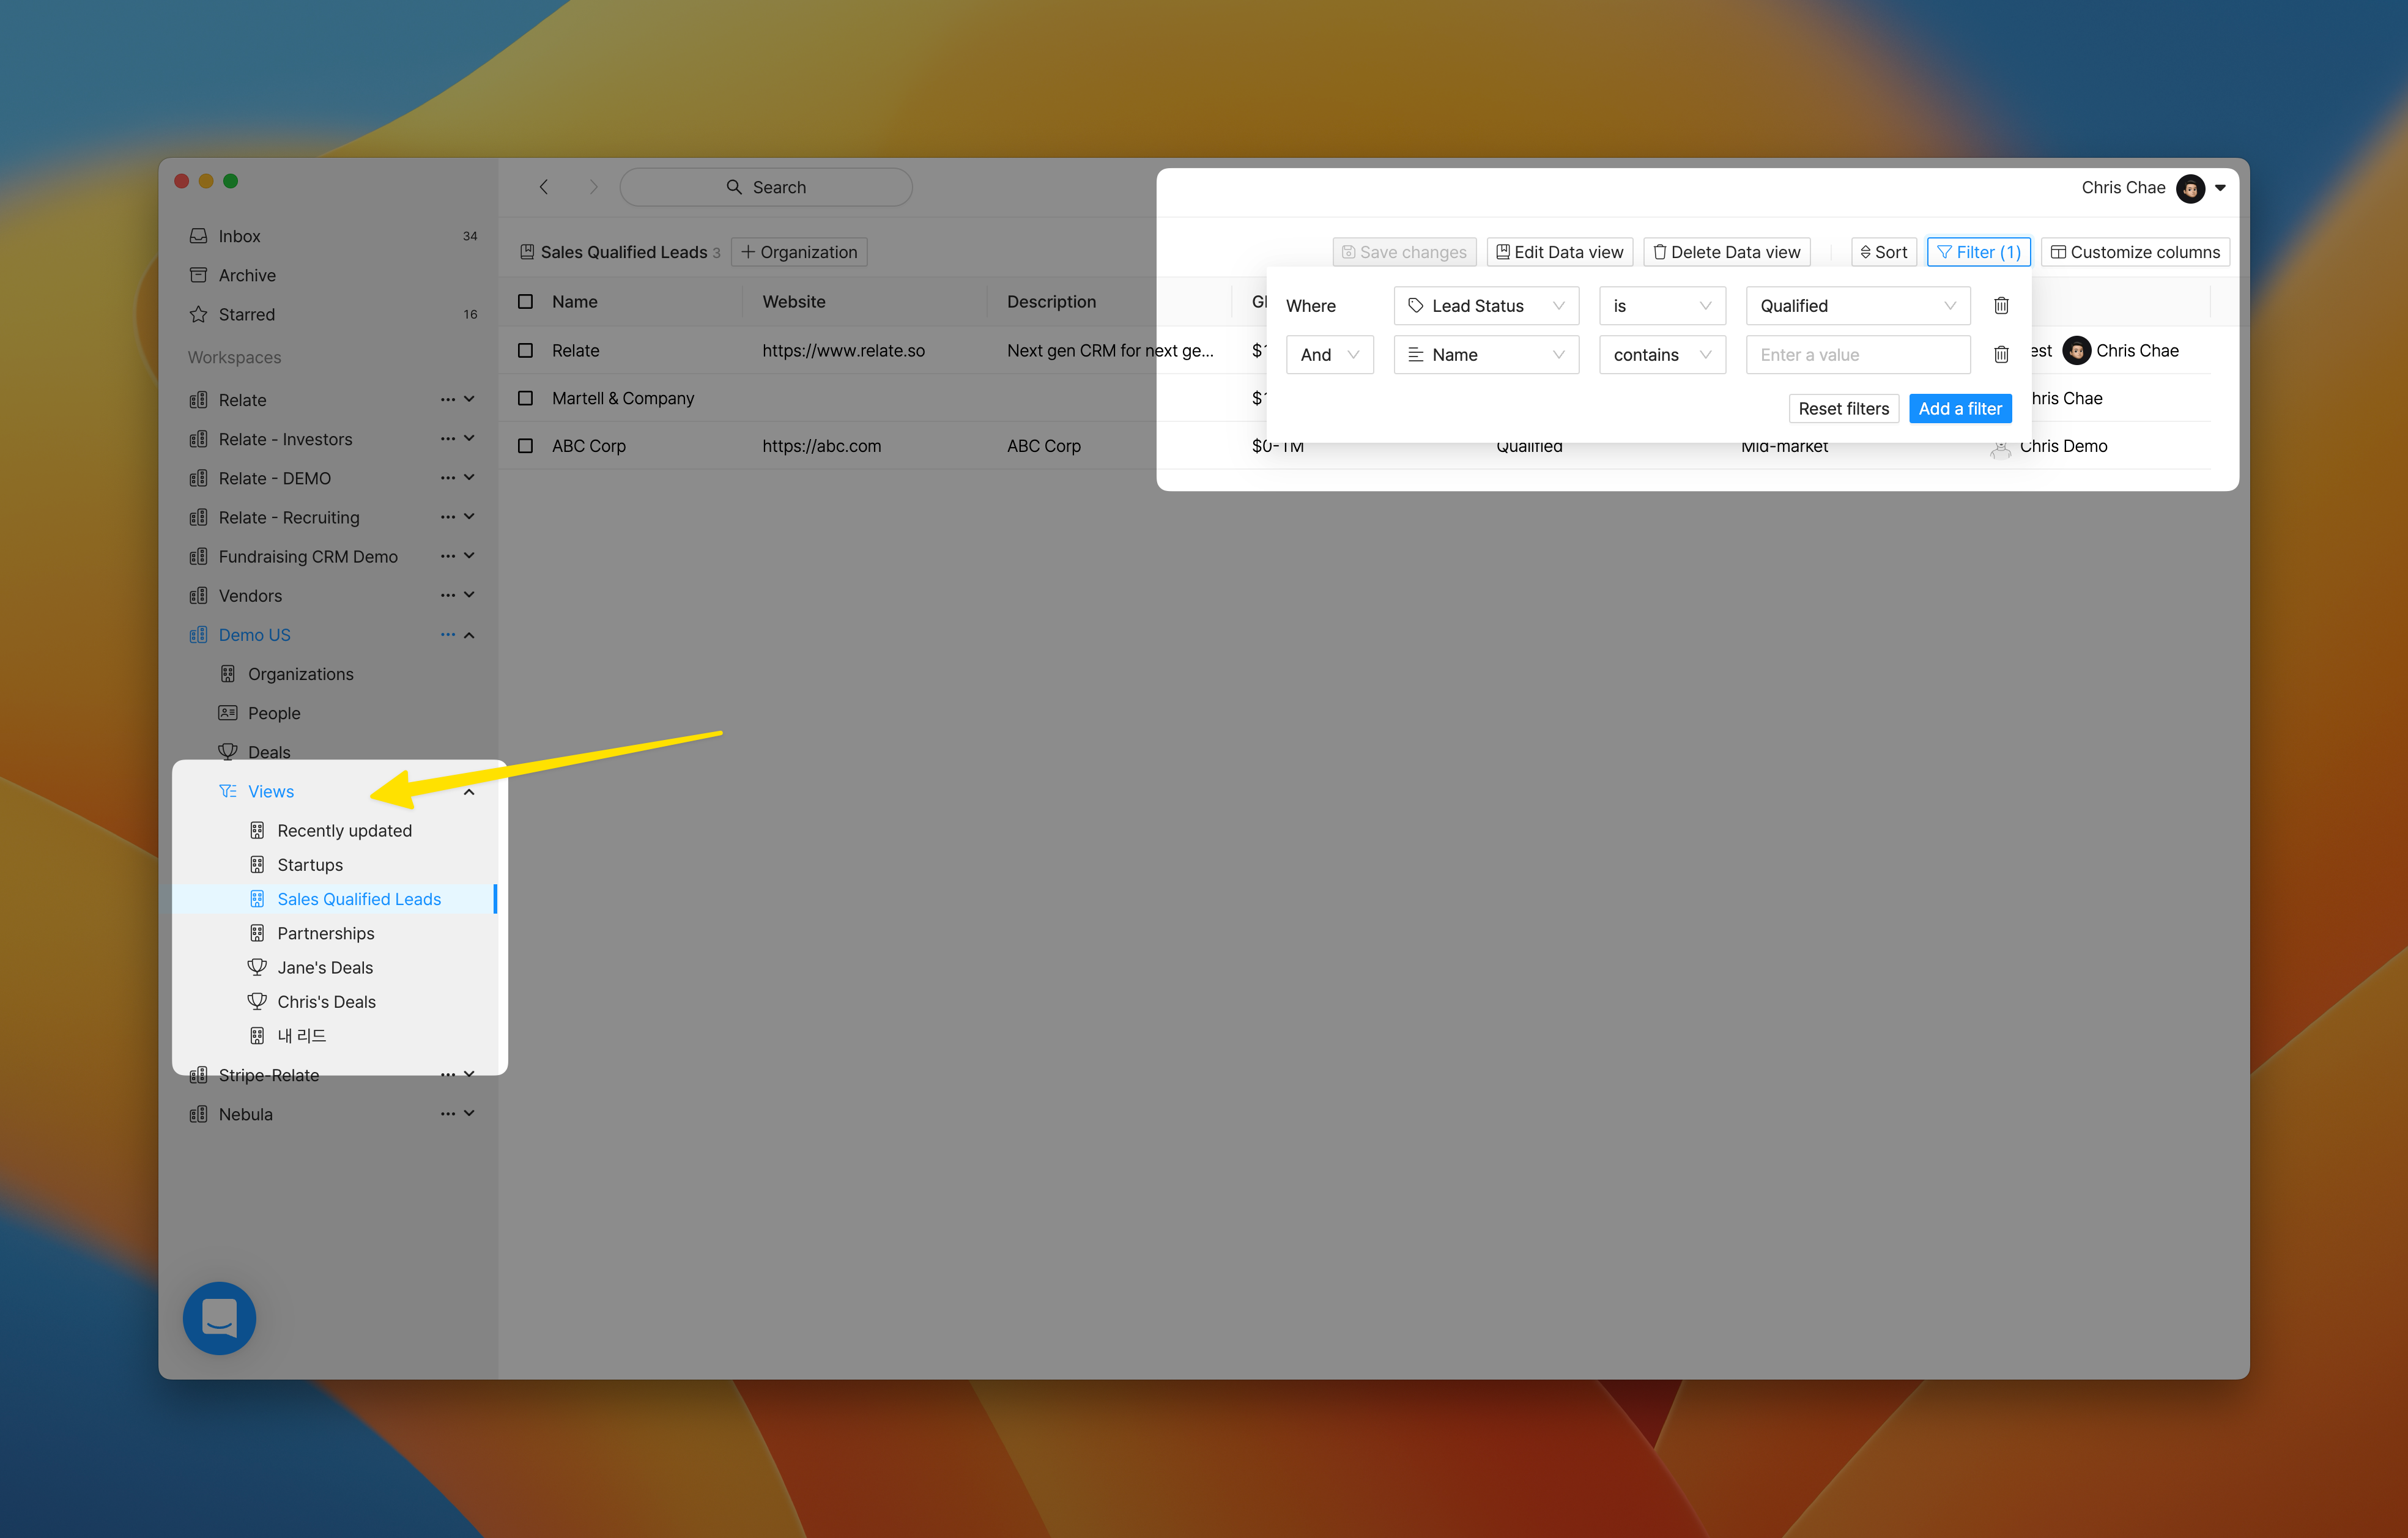 Search
Chris Chae
Inbox 34
Archive
Starred 16
Workspaces
Relate
Relate - Investors
Relate - DEMO
Relate - Recruiting
Fundraising CRM Demo
Vendors
Demo US
Organizations
People
Deals
Views
Recently updated
Startups
Sales Qualified Leads
Partnerships
Jane's Deals
Chris's Deals
내 리드
Stripe-Relate
Nebula
Sales Qualified Leads 3 + Organization Save changes Edit Data view Delete Data view Sort Filter (1) Customize columns
Name Website Description
Relate https://www.relate.so Next gen CRM for next ge... Chris Chae
Martell & Company
ABC Corp https://abc.com ABC Corp $0-1M Qualified Mid-market Chris Demo
Where Lead Status is Qualified
And Name contains Enter a value
Reset filters Add a filter